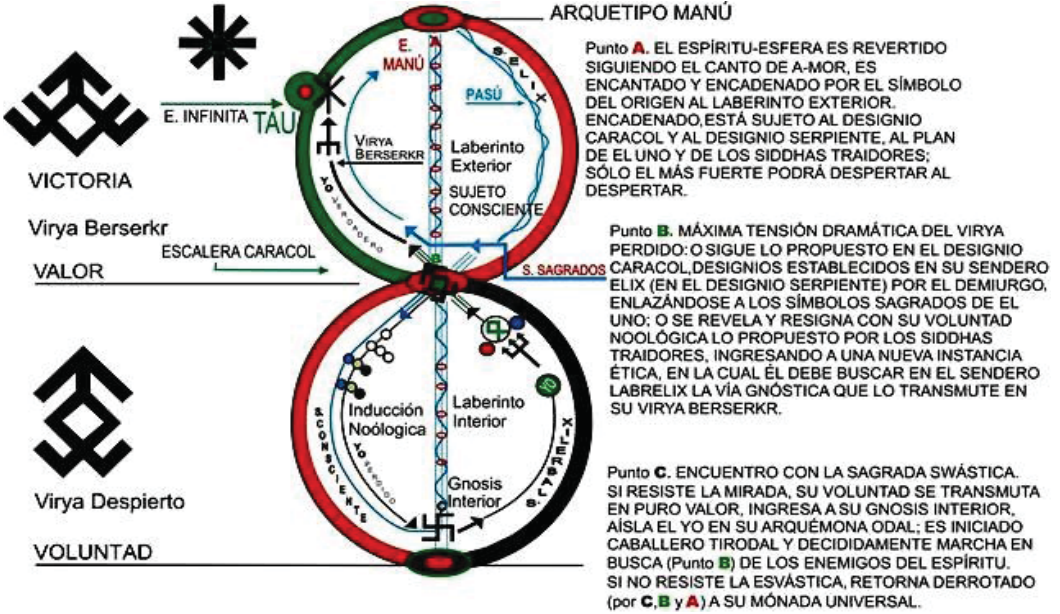 ARQUETIPO MANÚ
Punto A. EL ESPÍRITU-ESFERA ES REVERTIDO
SIGUIENDO EL CANTO DE A-MOR, ES
ENCANTADO Y ENCADENADO POR EL SÍMBOLO
DEL ORIGEN AL LABERINTO EXTERIOR.
ENCADENADO, ESTÁ SUJETO AL DESIGNIO
CARACOL Y AL DESIGNIO SERPIENTE, AL PLAN
DE EL UNO Y DE LOS SIDDHAS TRAIDORES;
SÓLO EL MÁS FUERTE PODRÁ DESPERTAR AL
DESPERTAR.
A
E.
MANÚ
S. ELIX
PASÚ
E. INFINITA
TAU
VIRYA
BERSERKR
Laberinto
Exterior
YO VERDADERO
SUJETO
CONSCIENTE
VICTORIA
Virya Berserkr
ESCALERA CARACOL
VALOR
B
S. SAGRADOS
Punto B. MÁXIMA TENSIÓN DRAMÁTICA DEL VIRYA
PERDIDO: O SIGUE LO PROPUESTO EN EL DESIGNIO
CARACOL, DESIGNIOS ESTABLECIDOS EN SU SENDERO
ELIX (EN EL DESIGNIO SERPIENTE) POR EL DEMIURGO,
ENLAZÁNDOSE A LOS SÍMBOLOS SAGRADOS DE EL
UNO; O SE REVELA Y RESIGNA CON SU VOLUNTAD
NOOLÓGICA LO PROPUESTO POR LOS SIDDHAS
TRAIDORES, INGRESANDO A UNA NUEVA INSTANCIA
ÉTICA, EN LA CUAL ÉL DEBE BUSCAR EN EL SENDERO
LABRELIX LA VÍA GNÓSTICA QUE LO TRANSMUTE EN
SU VIRYA BERSERKR.
YO
Inducción
Noólogica
Laberinto
Interior
S. CONSCIENTE
YO SURGIDO
S. LABRELIX
Gnosis
Interior
C
Virya Despierto
VOLUNTAD
Punto C. ENCUENTRO CON LA SAGRADA SWÁSTICA.
SI RESISTE LA MIRADA, SU VOLUNTAD SE TRANSMUTA
EN PURO VALOR, INGRESA A SU GNOSIS INTERIOR,
AÍSLA EL YO EN SU ARQUÉMONA ODAL; ES INICIADO
CABALLERO TIRODAL Y DECIDIDAMENTE MARCHA EN
BUSCA (Punto B) DE LOS ENEMIGOS DEL ESPÍRITU.
SI NO RESISTE LA ESVÁSTICA, RETORNA DERROTADO
(por C,B y A) A SU MÓNADA UNIVERSAL.